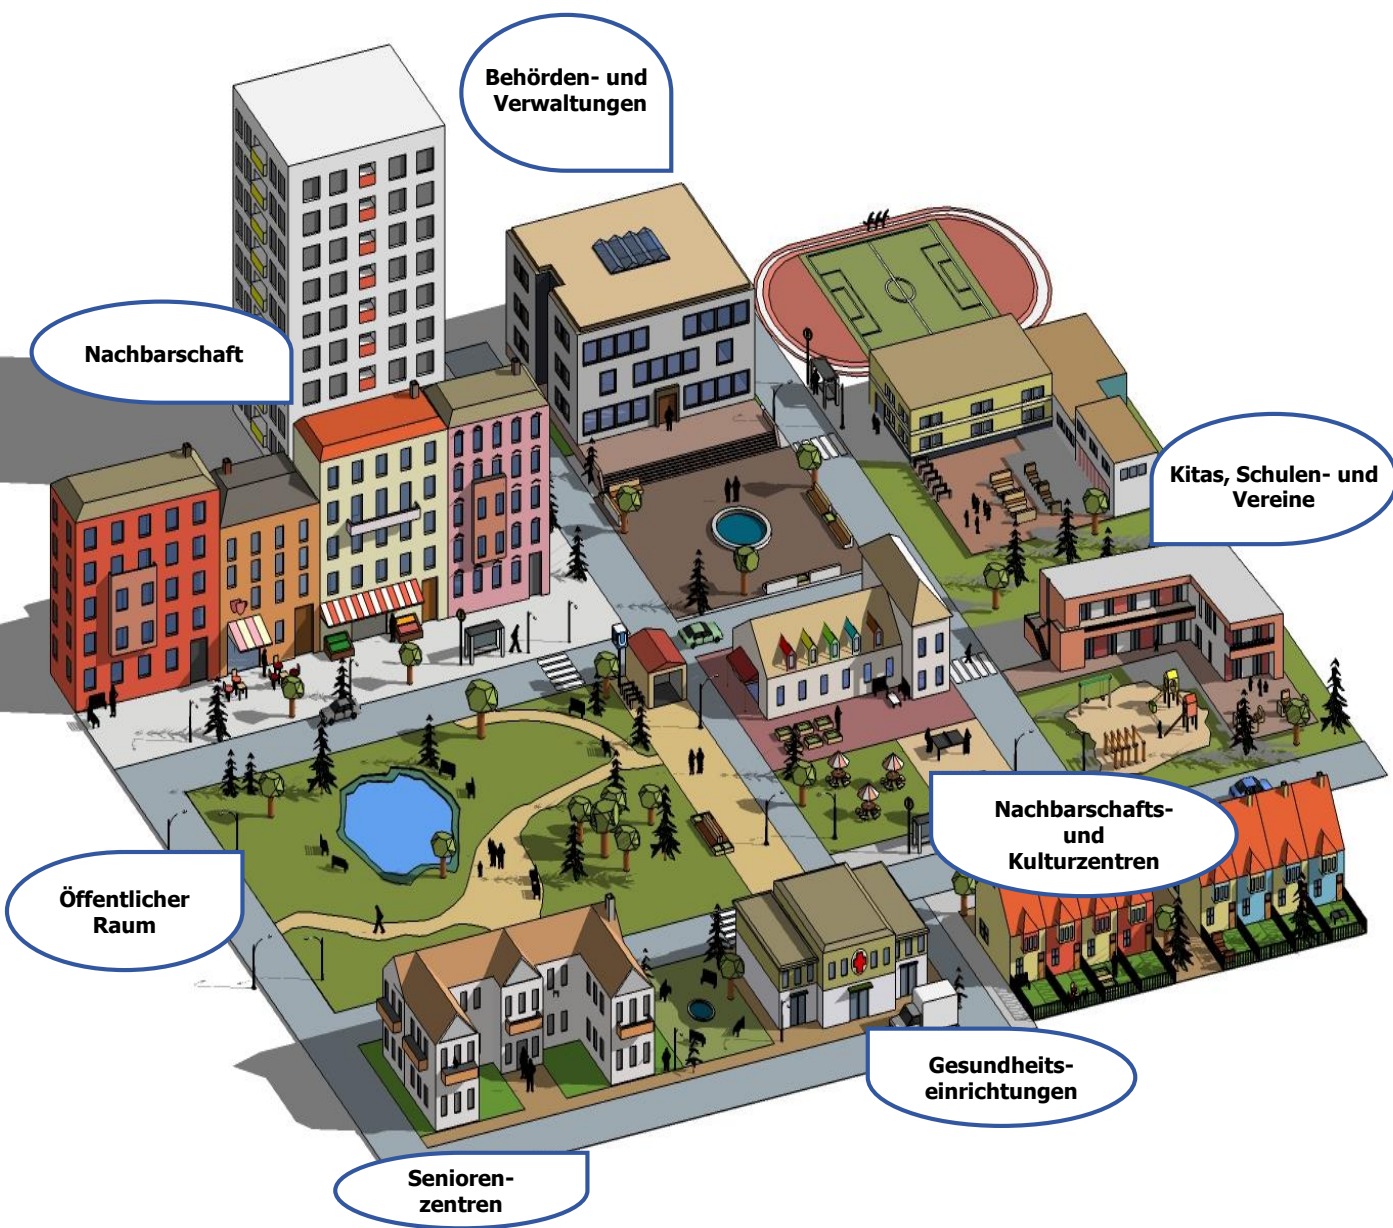 Behörden- und
Verwaltungen
Nachbarschaft
Kitas, Schulen- und
Vereine
Nachbarschafts-
und
Kulturzentren
Öffentlicher
Raum
Gesundheits-
einrichtungen
Senioren-
zentren